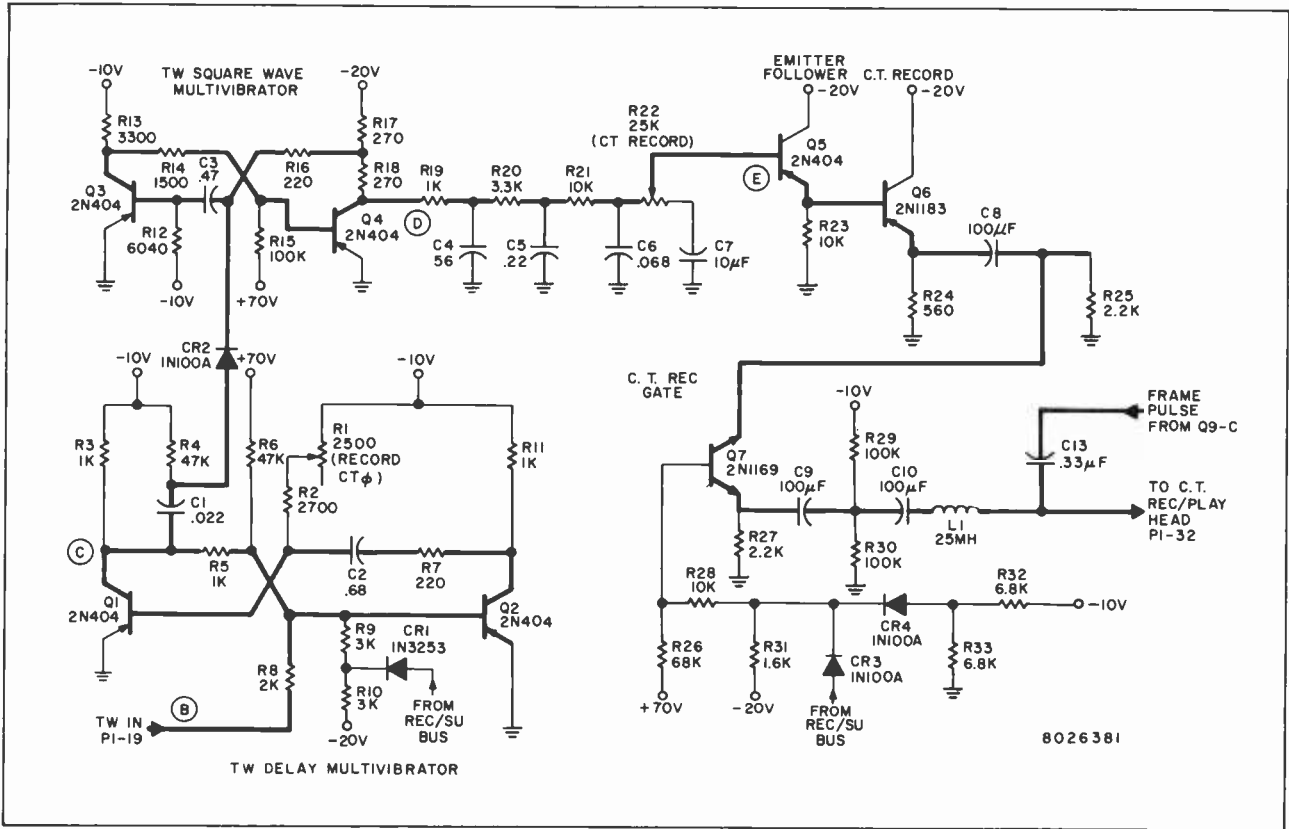 -10V
TW SQUARE WAVE
MULTIVIBRATOR
-20V
R13
3300
R14
1500
C3
.47
R16
220
R17
270
R18
270
Q3
2N404
R12
6040
-10V
R15
100K
+70V
Q4
2N404
R19
1K
D
R20
3.3K
R21
10K
C4
56
C5
.22
C6
.068
R22
25K
(CT RECORD)
C7
10μF
EMITTER
FOLLOWER
-20V
C.T. RECORD
-20V
Q5
2N404
E
R23
10K
Q6
2N1183
C8
100μF
R24
560
R25
2.2K
CR2
IN100A
-10V
+70V
-10V
R3
1K
R4
47K
R6
47K
R1
2500
(RECORD
CTφ)
R11
1K
R2
2700
C1
.022
C
R5
1K
C2
.68
R7
220
Q1
2N404
Q2
2N404
R9
3K
CR1
IN3253
R8
2K
R10
3K
FROM
REC/SU
BUS
-20V
B
TW IN
PI-19
TW DELAY MULTIVIBRATOR
C. T. REC
GATE
-10V
R29
100K
Q7
2N1169
C9
100μF
C10
100μF
L1
25MH
R27
2.2K
R30
100K
C13
.33μF
FRAME
PULSE
FROM Q9-C
TO C.T.
REC/PLAY
HEAD
PI-32
R28
10K
R32
6.8K
-10V
CR4
IN100A
R26
68K
R31
1.6K
CR3
IN100A
R33
6.8K
+70V
-20V
FROM
REC/SU
BUS
8026381